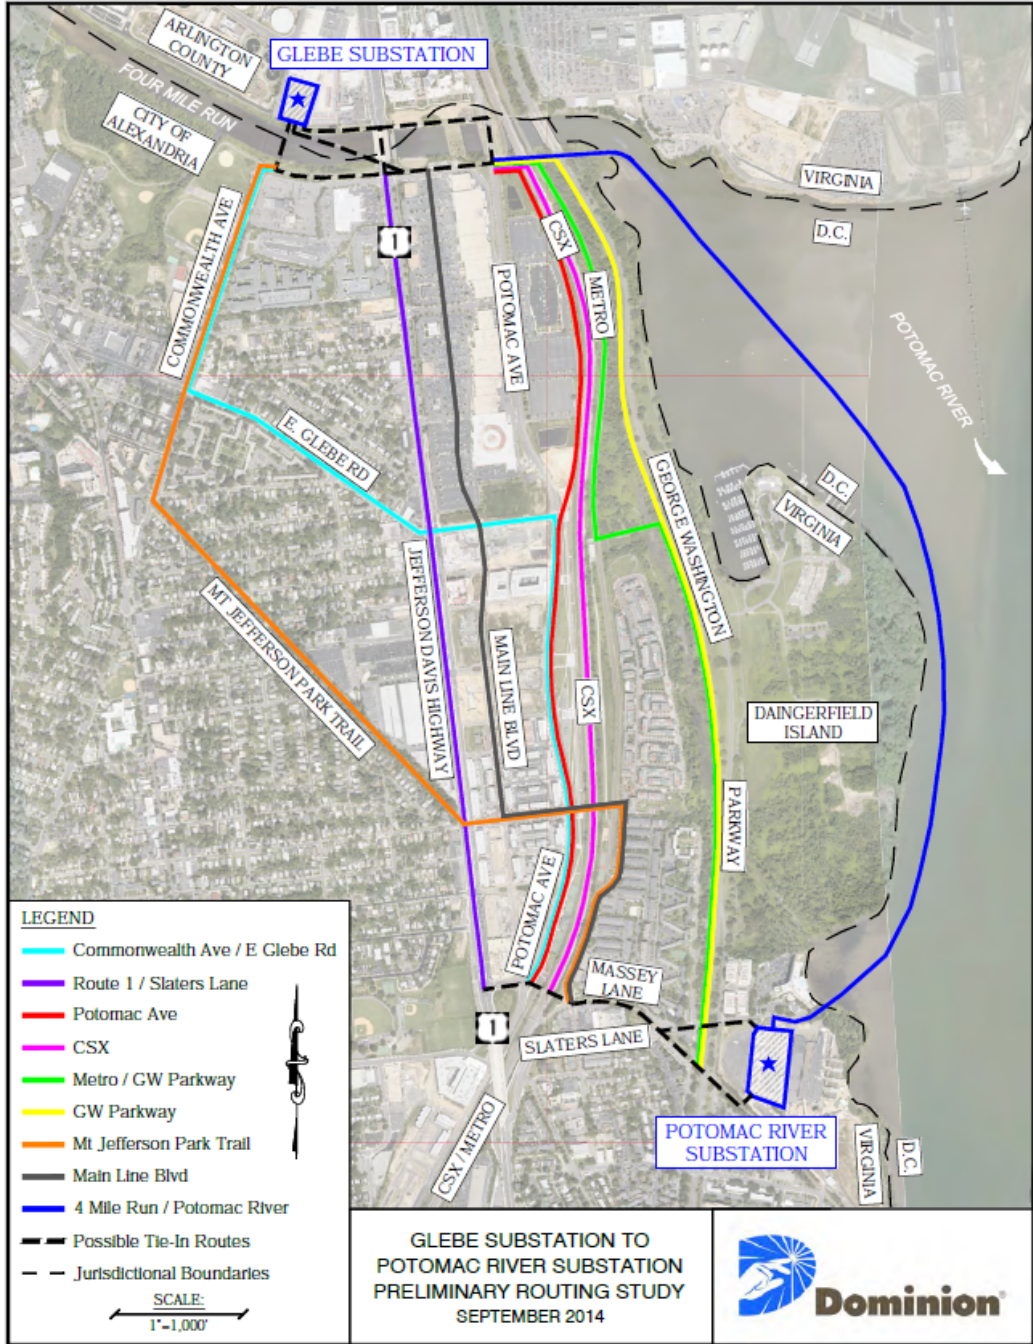 ARLINGTON
COUNTY
GLEBE SUBSTATION
FOUR MILE RUN
CITY OF
ALEXANDRIA
VIRGINIA
D.C.
1
COMMONWEALTH AVE
CSX
POTOMAC AVE
METRO
POTOMAC RIVER
E. GLEBE RD
D.C.
VIRGINIA
GEORGE WASHINGTON
JEFFERSON DAVIS HIGHWAY
MT JEFFERSON PARK TRAIL
MAIN LINE BLVD
CSX
DAINGERFIELD
ISLAND
PARKWAY
POTOMAC AVE
MASSEY
LANE
1
SLATERS LANE
CSX / METRO
POTOMAC RIVER
SUBSTATION
VIRGINIA
D.C.
LEGEND
Commonwealth Ave / E Glebe Rd
Route 1 / Slaters Lane
Potomac Ave
CSX
Metro / GW Parkway
GW Parkway
Mt Jefferson Park Trail
Main Line Blvd
4 Mile Run / Potomac River
Possible Tie-In Routes
Jurisdictional Boundaries
SCALE:
1"=1,000'
GLEBE SUBSTATION TO
POTOMAC RIVER SUBSTATION
PRELIMINARY ROUTING STUDY
SEPTEMBER 2014
Dominion®